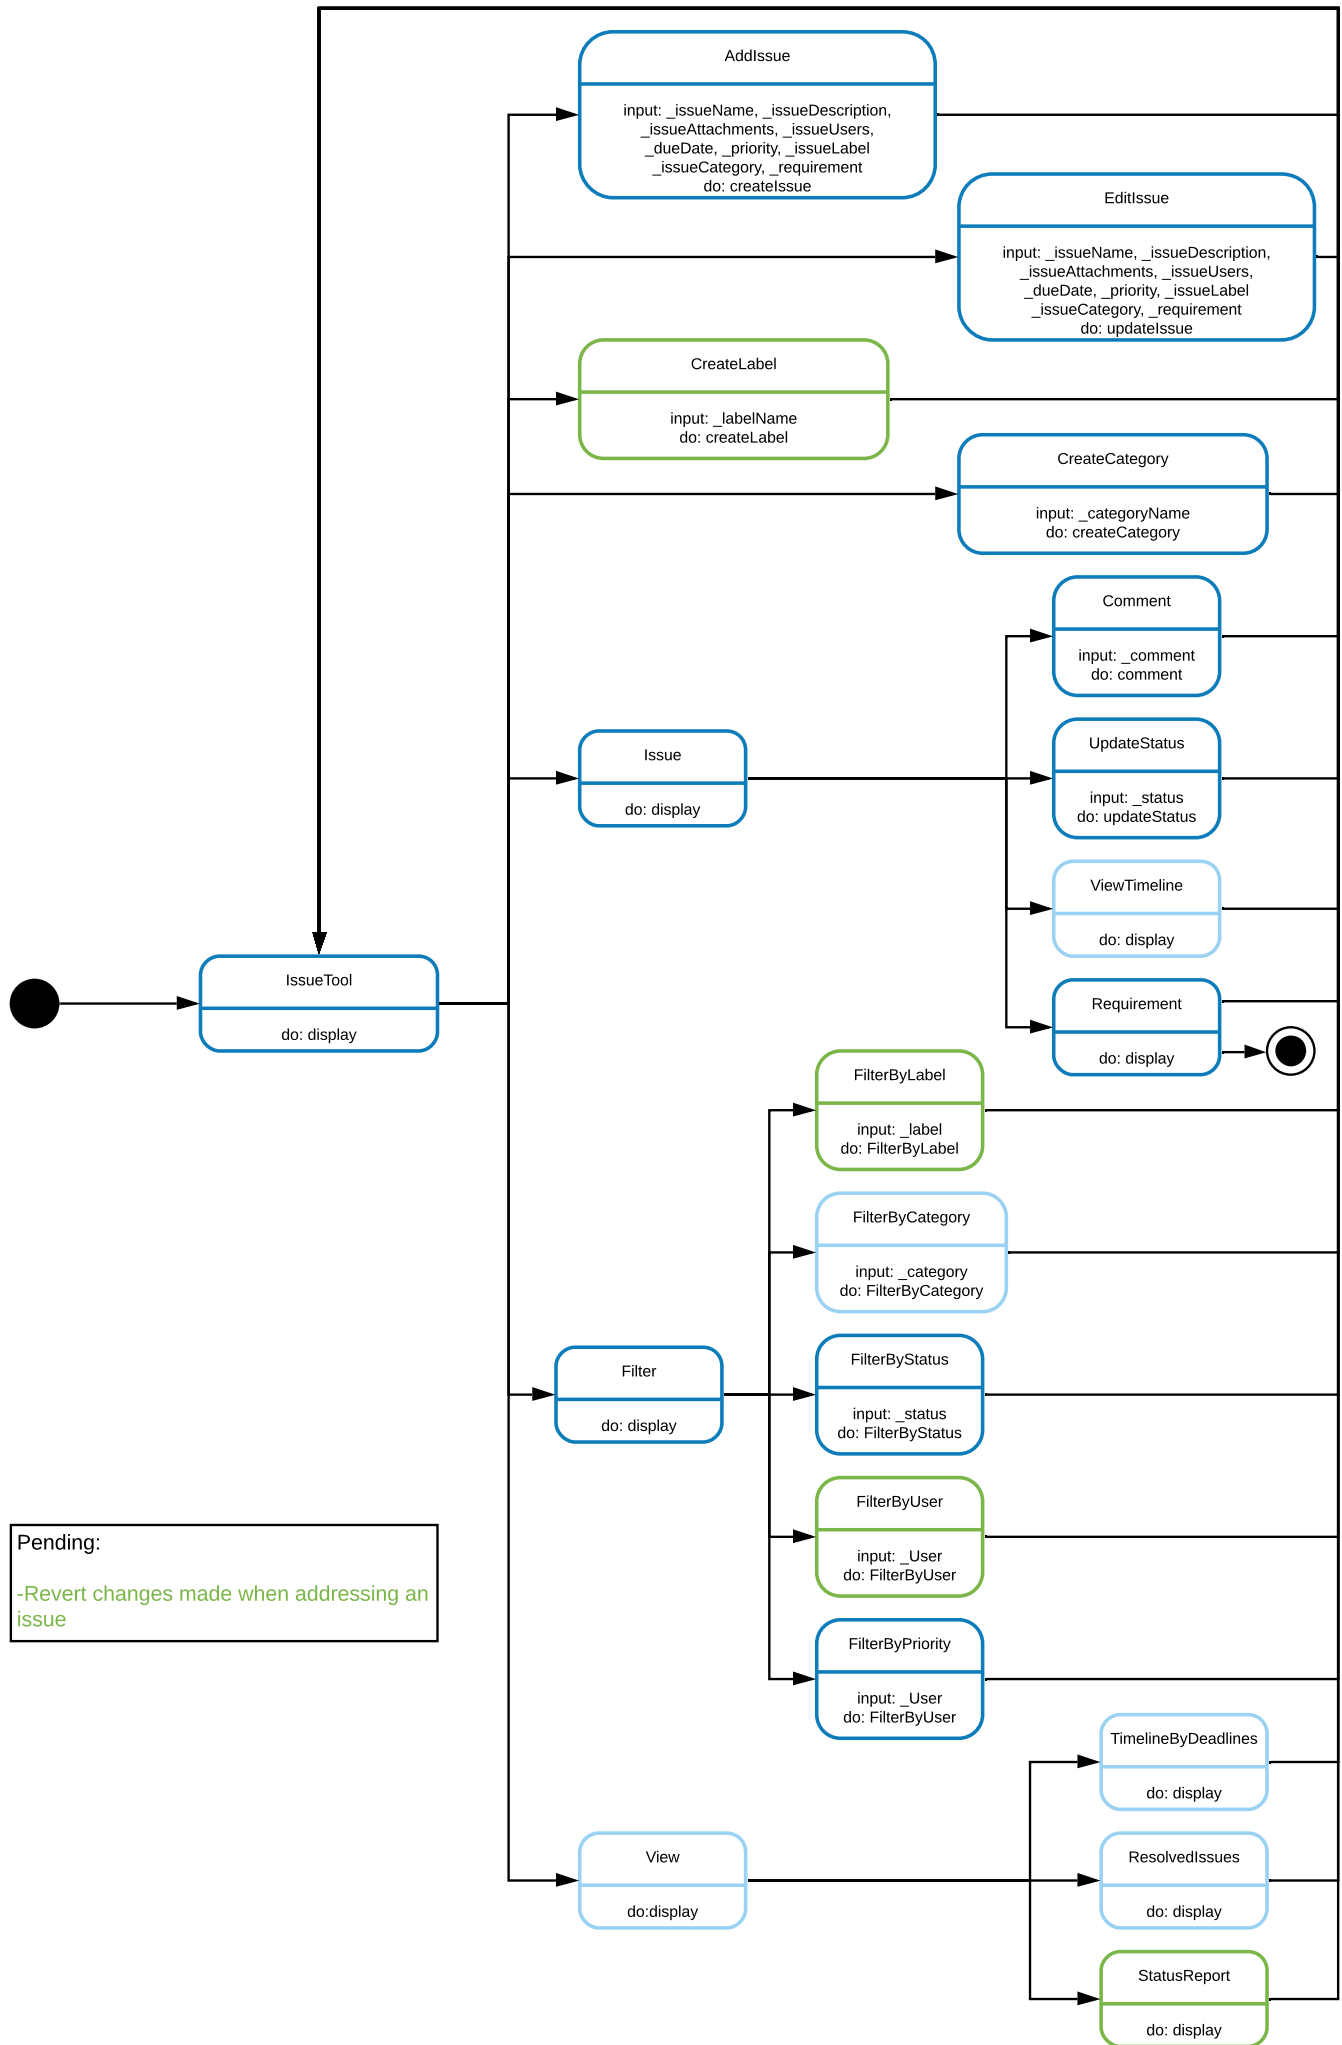 AddIssue
input: _issueName, _issueDescription,
_issueAttachments, _issueUsers,
_dueDate, _priority, _issueLabel
_issueCategory, _requirement
do: createIssue
EditIssue
input: _issueName, _issueDescription,
_issueAttachments, _issueUsers,
_dueDate, _priority, _issueLabel
_issueCategory, _requirement
do: updateIssue
CreateLabel
input: _labelName
do: createLabel
CreateCategory
input: _categoryName
do: createCategory
Comment
input: _comment
do: comment
Issue
do: display
UpdateStatus
input: _status
do: updateStatus
ViewTimeline
do: display
IssueTool
do: display
Requirement
do: display
FilterByLabel
input: _label
do: FilterByLabel
FilterByCategory
input: _category
do: FilterByCategory
Filter
do: display
FilterByStatus
input: _status
do: FilterByStatus
FilterByUser
input: _User
do: FilterByUser
Pending:
-Revert changes made when addressing an
issue
FilterByPriority
input: _User
do: FilterByUser
TimelineByDeadlines
do: display
View
do:display
ResolvedIssues
do: display
StatusReport
do: display